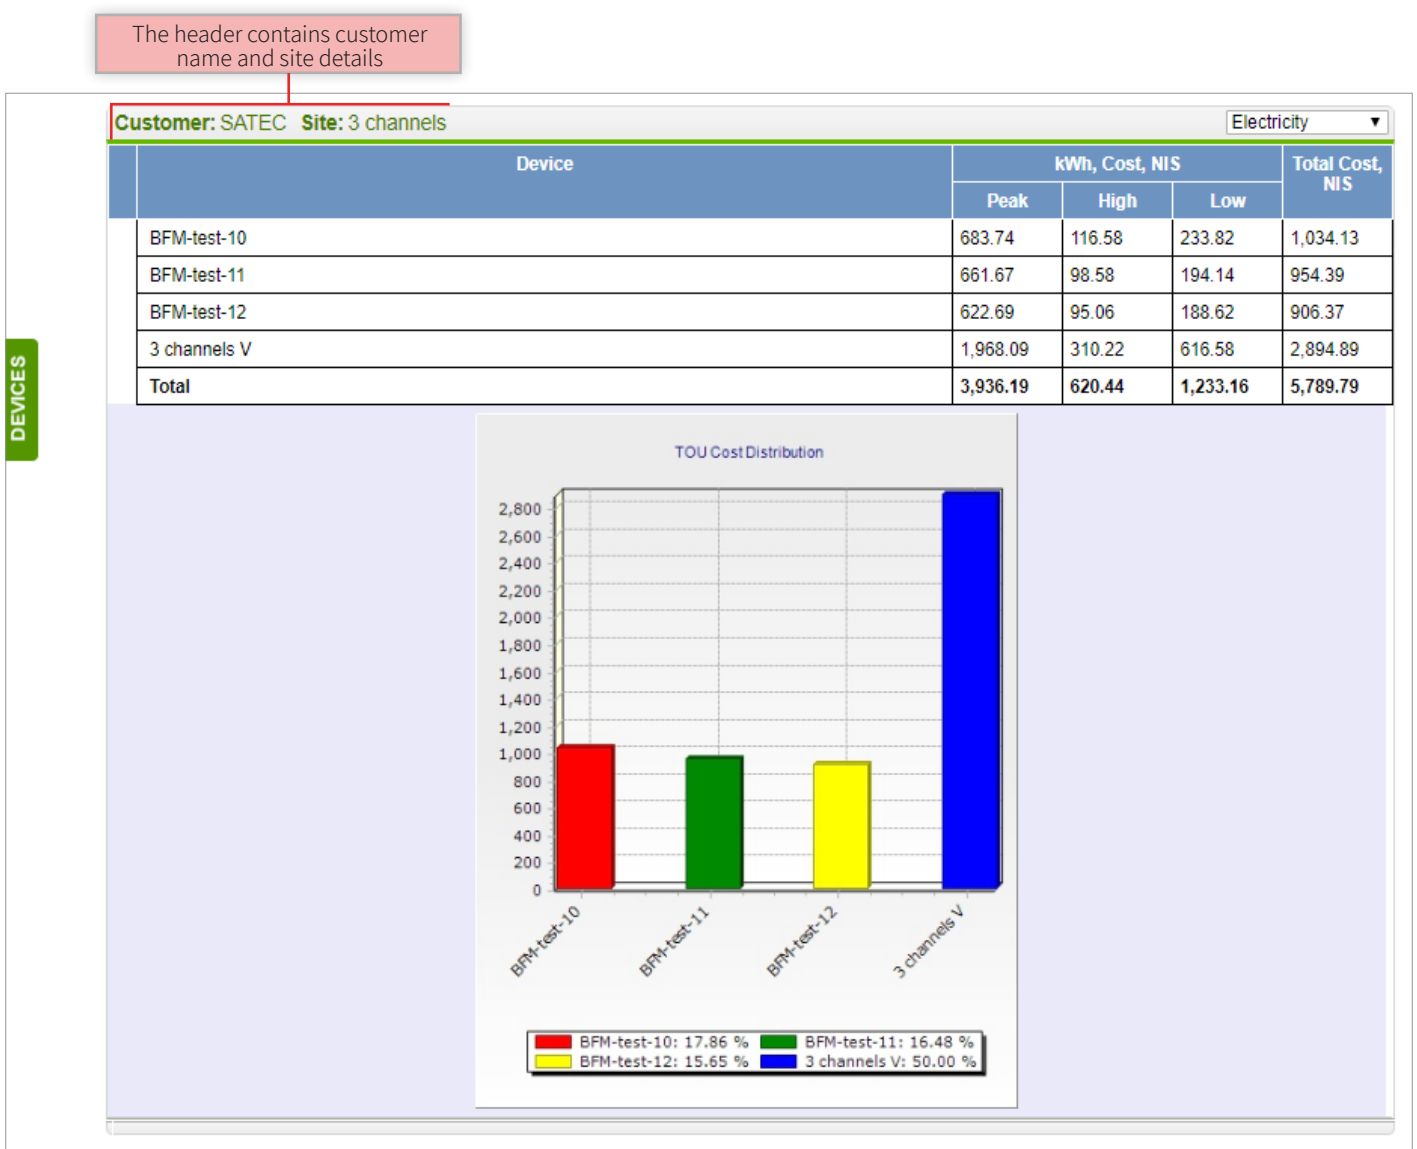 The header contains customer
name and site details
Customer: SATEC Site: 3 channels
Electricity
Device
kWh, Cost, NIS
Total Cost,
NIS
Peak High Low
BFM-test-10 683.74 116.58 233.82 1,034.13
BFM-test-11 661.67 98.58 194.14 954.39
BFM-test-12 622.69 95.06 188.62 906.37
3 channels V 1,968.09 310.22 616.58 2,894.89
Total 3,936.19 620.44 1,233.16 5,789.79
DEVICES
TOU Cost Distribution
2,800
2,600
2,400
2,200
2,000
1,800
1,600
1,400
1,200
1,000
800
600
400
200
0
BFM-test-10
BFM-test-11
BFM-test-12
3 channels V
BFM-test-10: 17.86 % BFM-test-11: 16.48 %
BFM-test-12: 15.65 % 3 channels V: 50.00 %